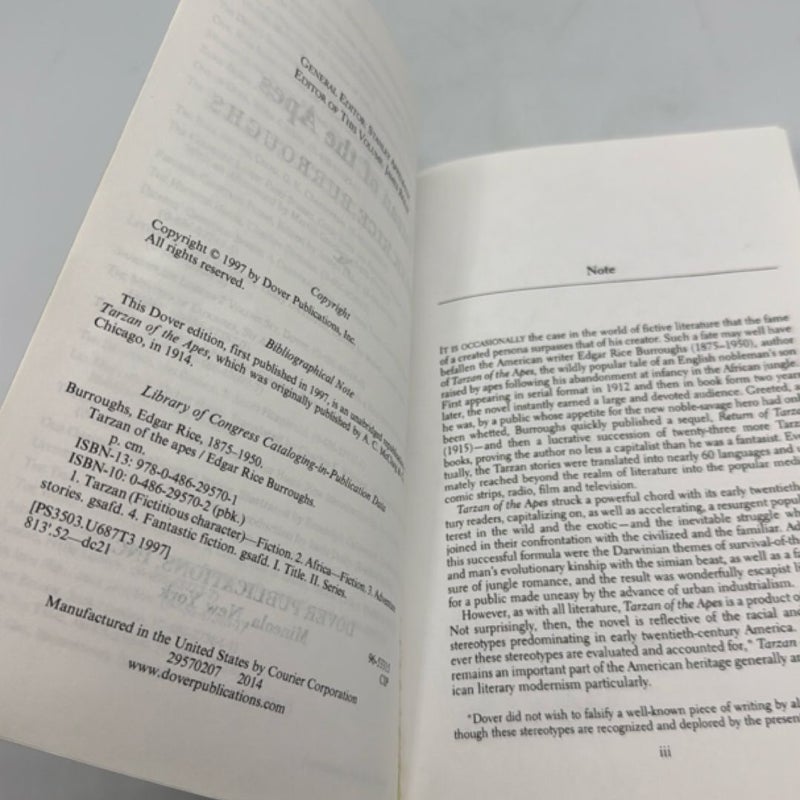 GENERAL EDITOR: STANLEY
EDITOR OF THIS VOLUME: JAMES
Copyright
Copyright © 1997 by Dover Publications, Inc.
All rights reserved.
Bibliographical Note
This Dover edition, first published in 1997, is an unabridged
Tarzan of the Apes, which was originally published by A. C.
Chicago, in 1914.
Library of Congress Cataloging-in-Publication Data
Burroughs, Edgar Rice, 1875–1950.
Tarzan of the apes / Edgar Rice Burroughs.
p. cm.
ISBN-13: 978-0-486-29570-1
ISBN-10: 0-486-29570-2 (pbk.)
1. Tarzan (Fictitious character)—Fiction. 2. Africa—Fiction. 3. Adventure
stories. gsafd. 4. Fantastic fiction. gsafd. I. Title. II. Series.
[PS3503.U687T3 1997]
813'.52—dc21
CIP
Manufactured in the United States by Courier Corporation
29570207 2014
www.doverpublications.com
Note
IT IS OCCASIONALLY the case in the world of fictive literature that the fame
of a created persona surpasses that of his creator. Such a fate may well have
befallen the American writer Edgar Rice Burroughs (1875–1950), author
of Tarzan of the Apes, the wildly popular tale of an English nobleman's son
raised by apes following his abandonment at infancy in the African jungle.
First appearing in serial format in 1912 and then in book form two years
later, the novel instantly earned a large and devoted audience. Greeted, a
he was, by a public whose appetite for the new noble-savage hero had onl
been whetted, Burroughs quickly published a sequel, Return of Tarza
(1915)—and then a lucrative succession of twenty-three more Tarz
books, proving the author no less a capitalist than he was a fantasist. Eve
tually, the Tarzan stories were translated into nearly 60 languages and
mately reached beyond the realm of literature into the popular medi
comic strips, radio, film and television.
Tarzan of the Apes struck a powerful chord with its early twentieth
tury readers, capitalizing on, as well as accelerating, a resurgent popul
terest in the wild and the exotic—and the inevitable struggle wh
joined in their confrontation with the civilized and the familiar. Ad
this successful formula were the Darwinian themes of survival-of-th
and man's evolutionary kinship with the simian beast, as well as a f
sure of jungle romance, and the result was wonderfully escapist li
for a public made uneasy by the advance of urban industrialism.
However, as with all literature, Tarzan of the Apes is a product o
Not surprisingly, then, the novel is reflective of the racial and
stereotypes predominating in early twentieth-century America.
ever these stereotypes are evaluated and accounted for,* Tarzan
remains an important part of the American heritage generally a
ican literary modernism particularly.
*Dover did not wish to falsify a well-known piece of writing by al
though these stereotypes are recognized and deplored by the present
iii